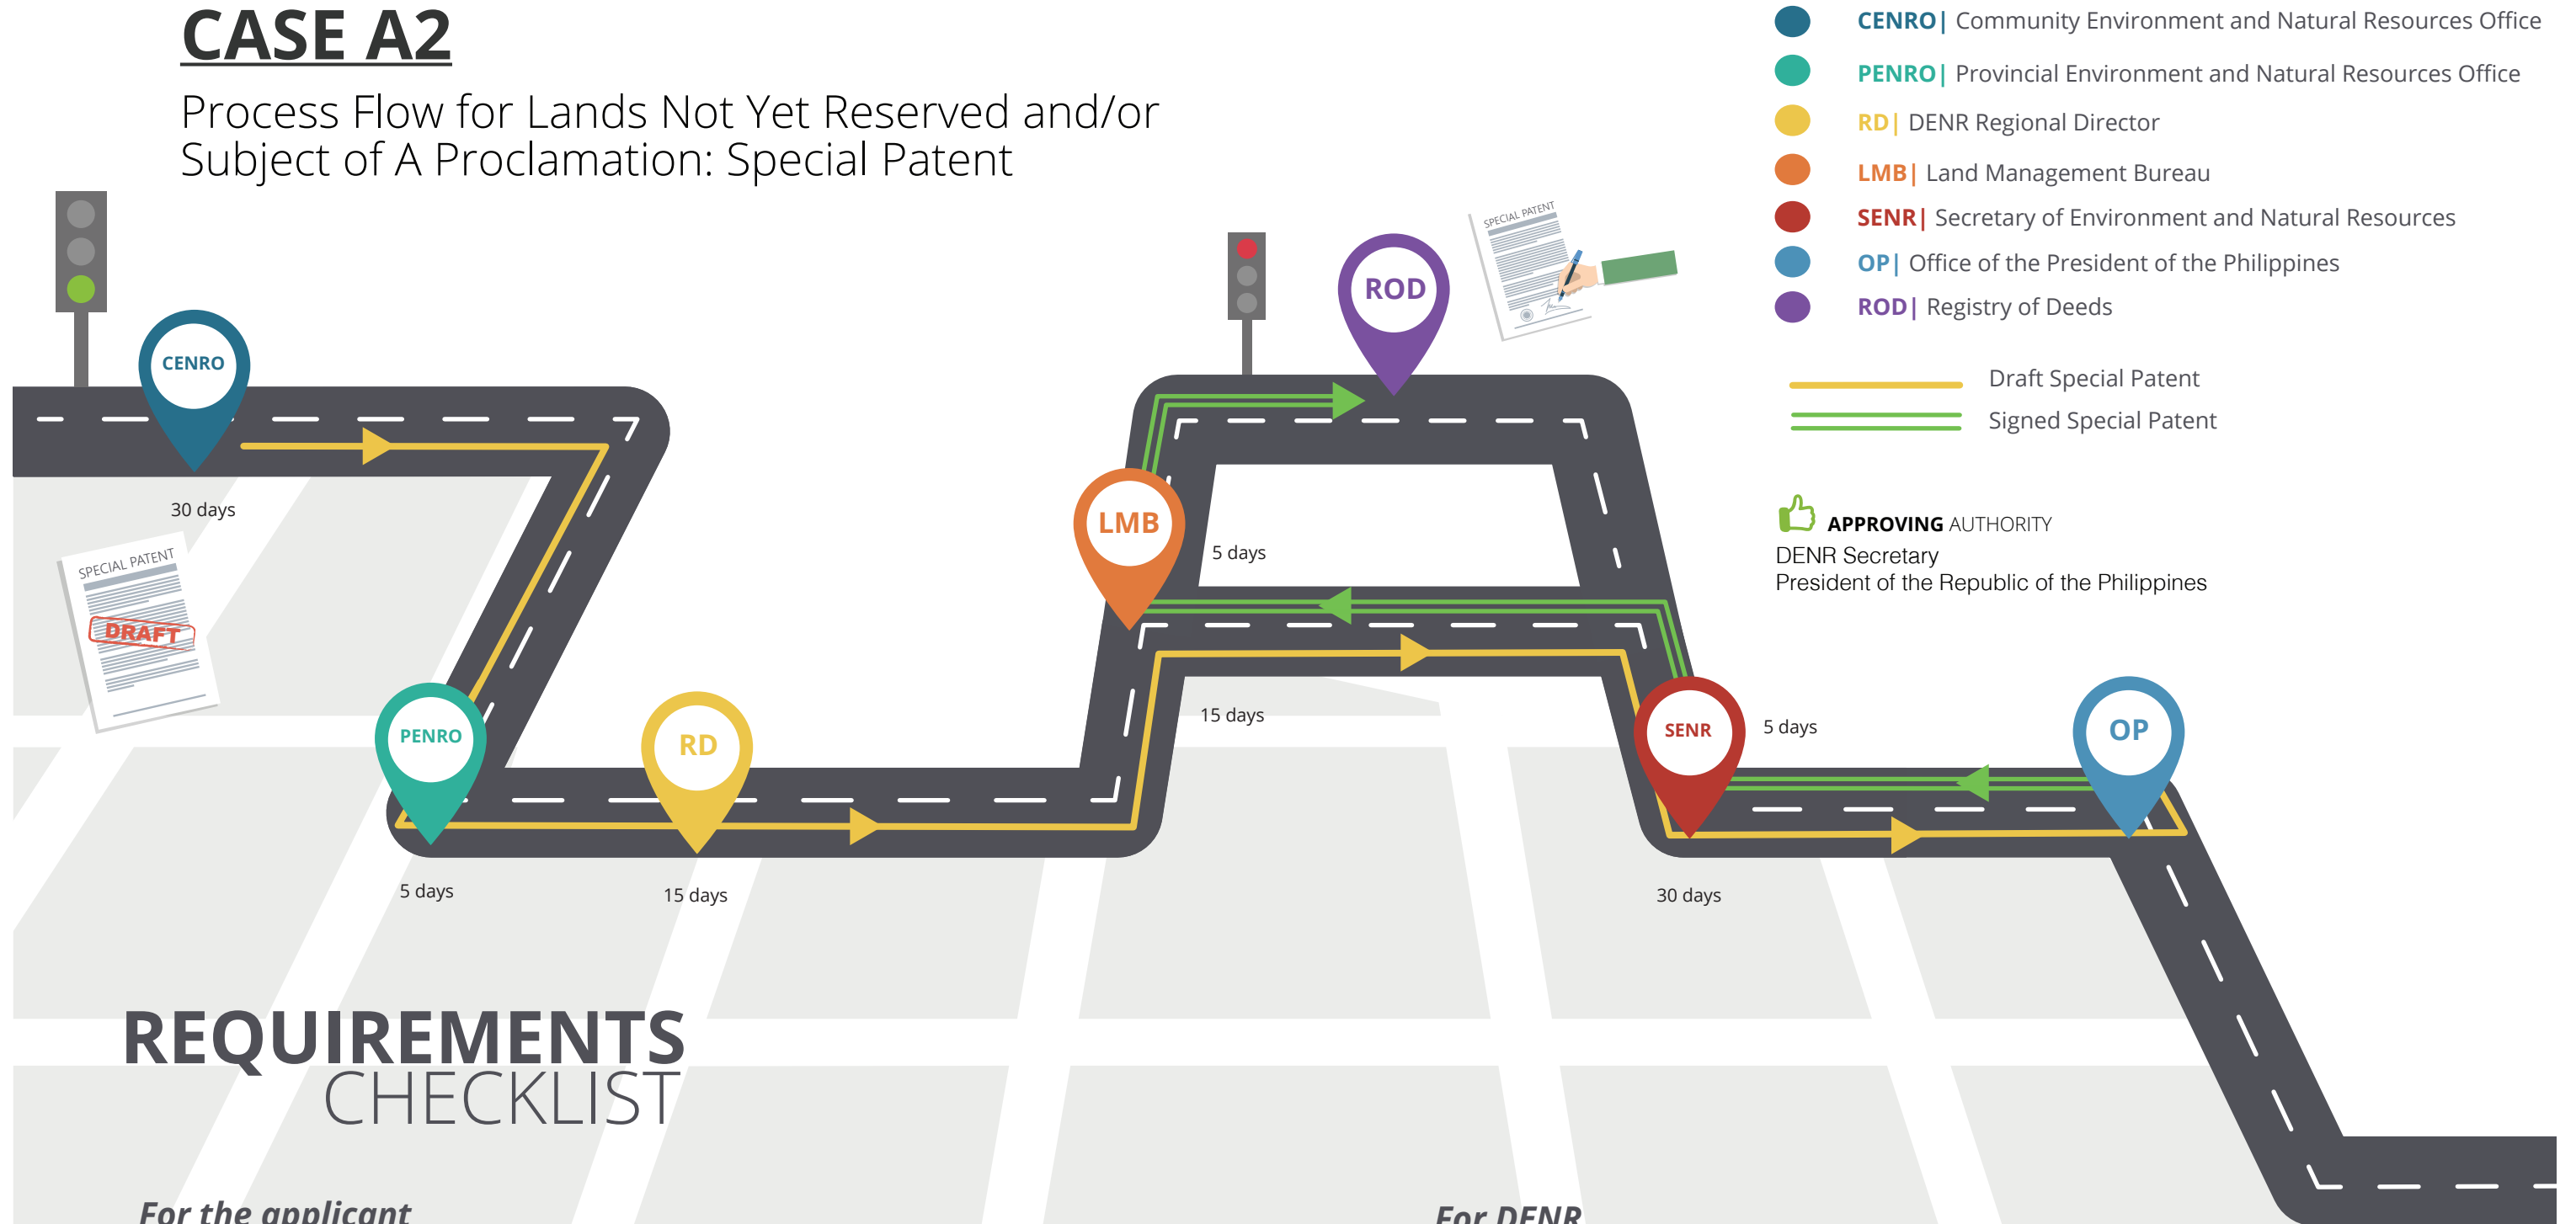 CASE A2
Process Flow for Lands Not Yet Reserved and/or
Subject of A Proclamation: Special Patent
CENRO| Community Environment and Natural Resources Office
PENRO| Provincial Environment and Natural Resources Office
RD| DENR Regional Director
LMB| Land Management Bureau
SENR| Secretary of Environment and Natural Resources
OP| Office of the President of the Philippines
ROD| Registry of Deeds
Draft Special Patent
Signed Special Patent
APPROVING AUTHORITY
DENR Secretary
President of the Republic of the Philippines
SPECIAL PATENT
ROD
CENRO
30 days
LMB
5 days
SPECIAL PATENT
DRAFT
15 days
PENRO
RD
SENR
5 days
OP
5 days
15 days
30 days
REQUIREMENTS
CHECKLIST
For the applicant
For DENR